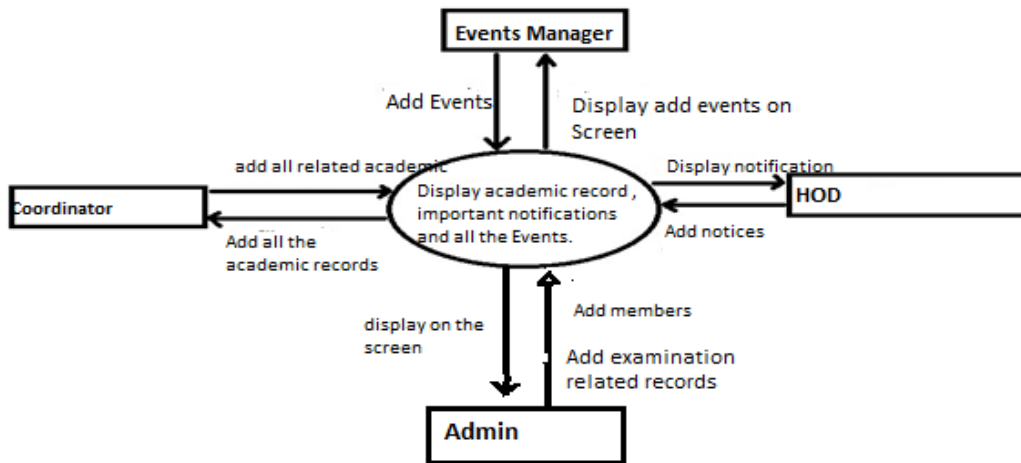 Events Manager
Add Events
Display add events on
Screen
add all related academic
Display notification
Coordinator
Display academic record ,
important notifications
and all the Events.
HOD
Add all the
academic records
Add notices
display on the
screen
Add members
Add examination
related records
Admin